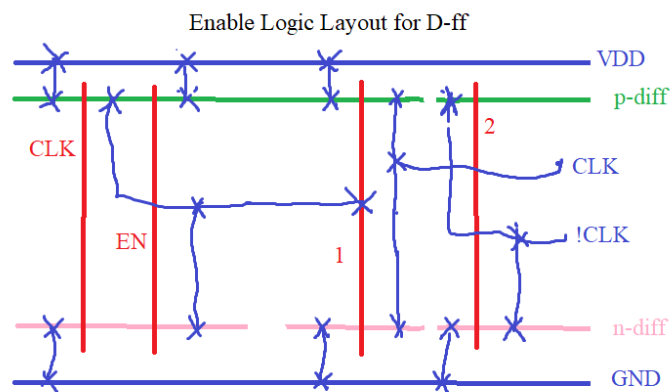 Enable Logic Layout for D-ff
VDD
p-diff
CLK
2
CLK
EN
1
!CLK
n-diff
GND